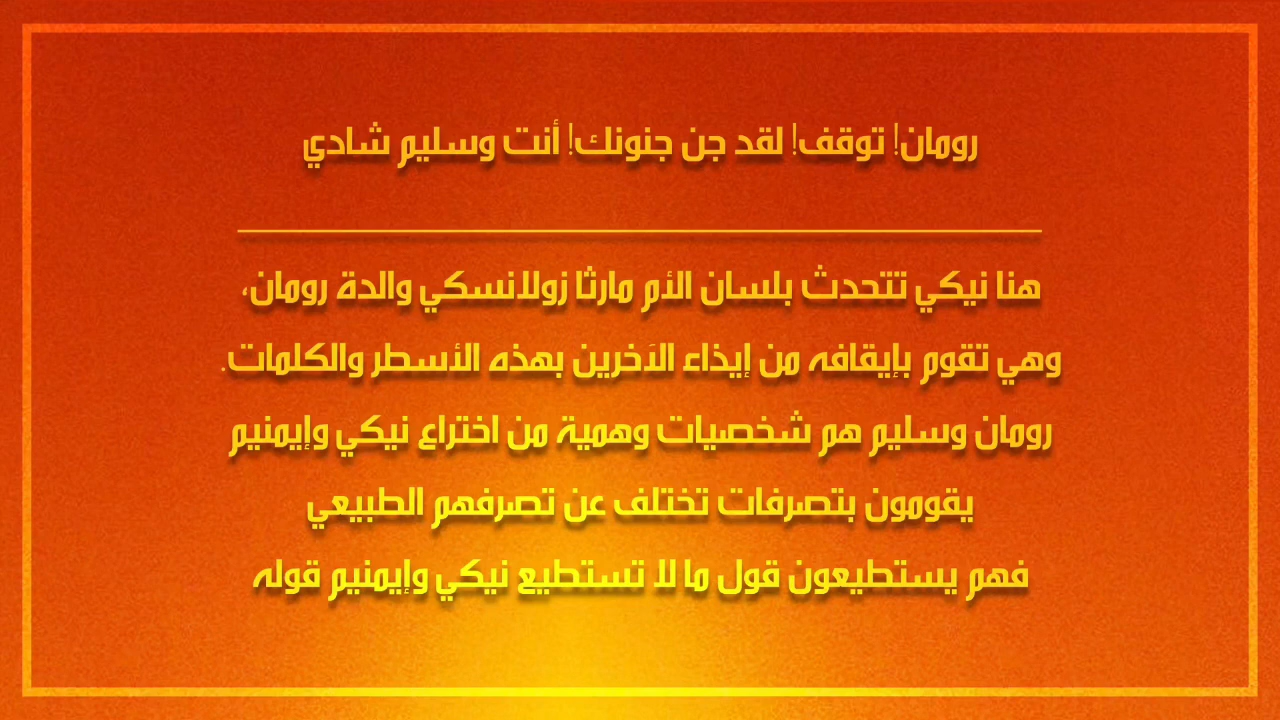 رومان! توقف! لقد جن جنونك! أنت وسليم شادي
هنا نيكي تتحدث بلسان الأم مارثا زولانسكي والدة رومان،
وهي تقوم بإيقافه من إيذاء الآخرين بهذه الأسطر والكلمات.
رومان وسليم هم شخصيات وهمية من اختراع نيكي وإيمنيم
يقومون بتصرفات تختلف عن تصرفهم الطبيعي
فهم يستطيعون قول ما لا تستطيع نيكي وإيمنيم قوله